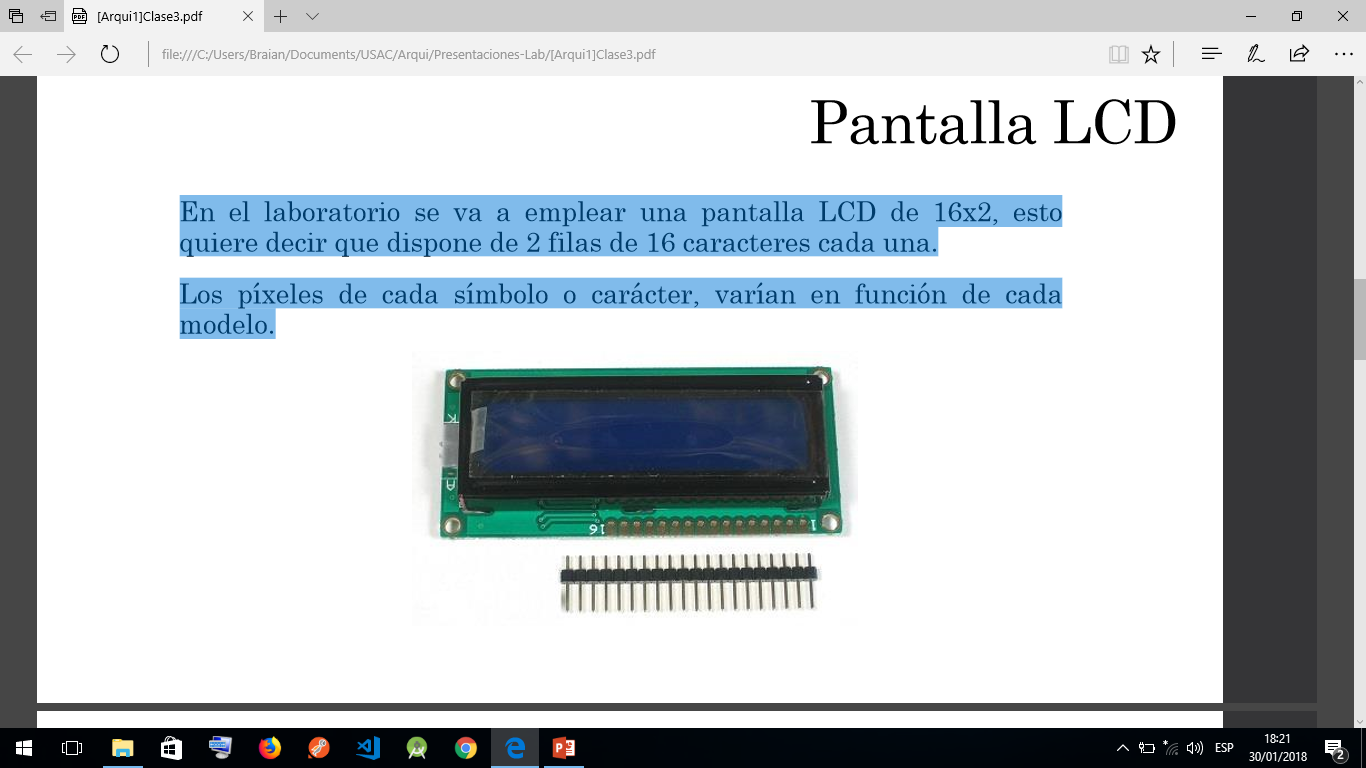 [Arqui1]Clase3.pdf
file:///C:/Users/Braian/Documents/USAC/Arqui/Presentaciones-Lab/[Arqui1]Clase3.pdf
Pantalla LCD
En el laboratorio se va a emplear una pantalla LCD de 16x2, esto
quiere decir que dispone de 2 filas de 16 caracteres cada una.
Los píxeles de cada símbolo o carácter, varían en función de cada
modelo.
K
A
16
1
ESP
18:21
30/01/2018
2